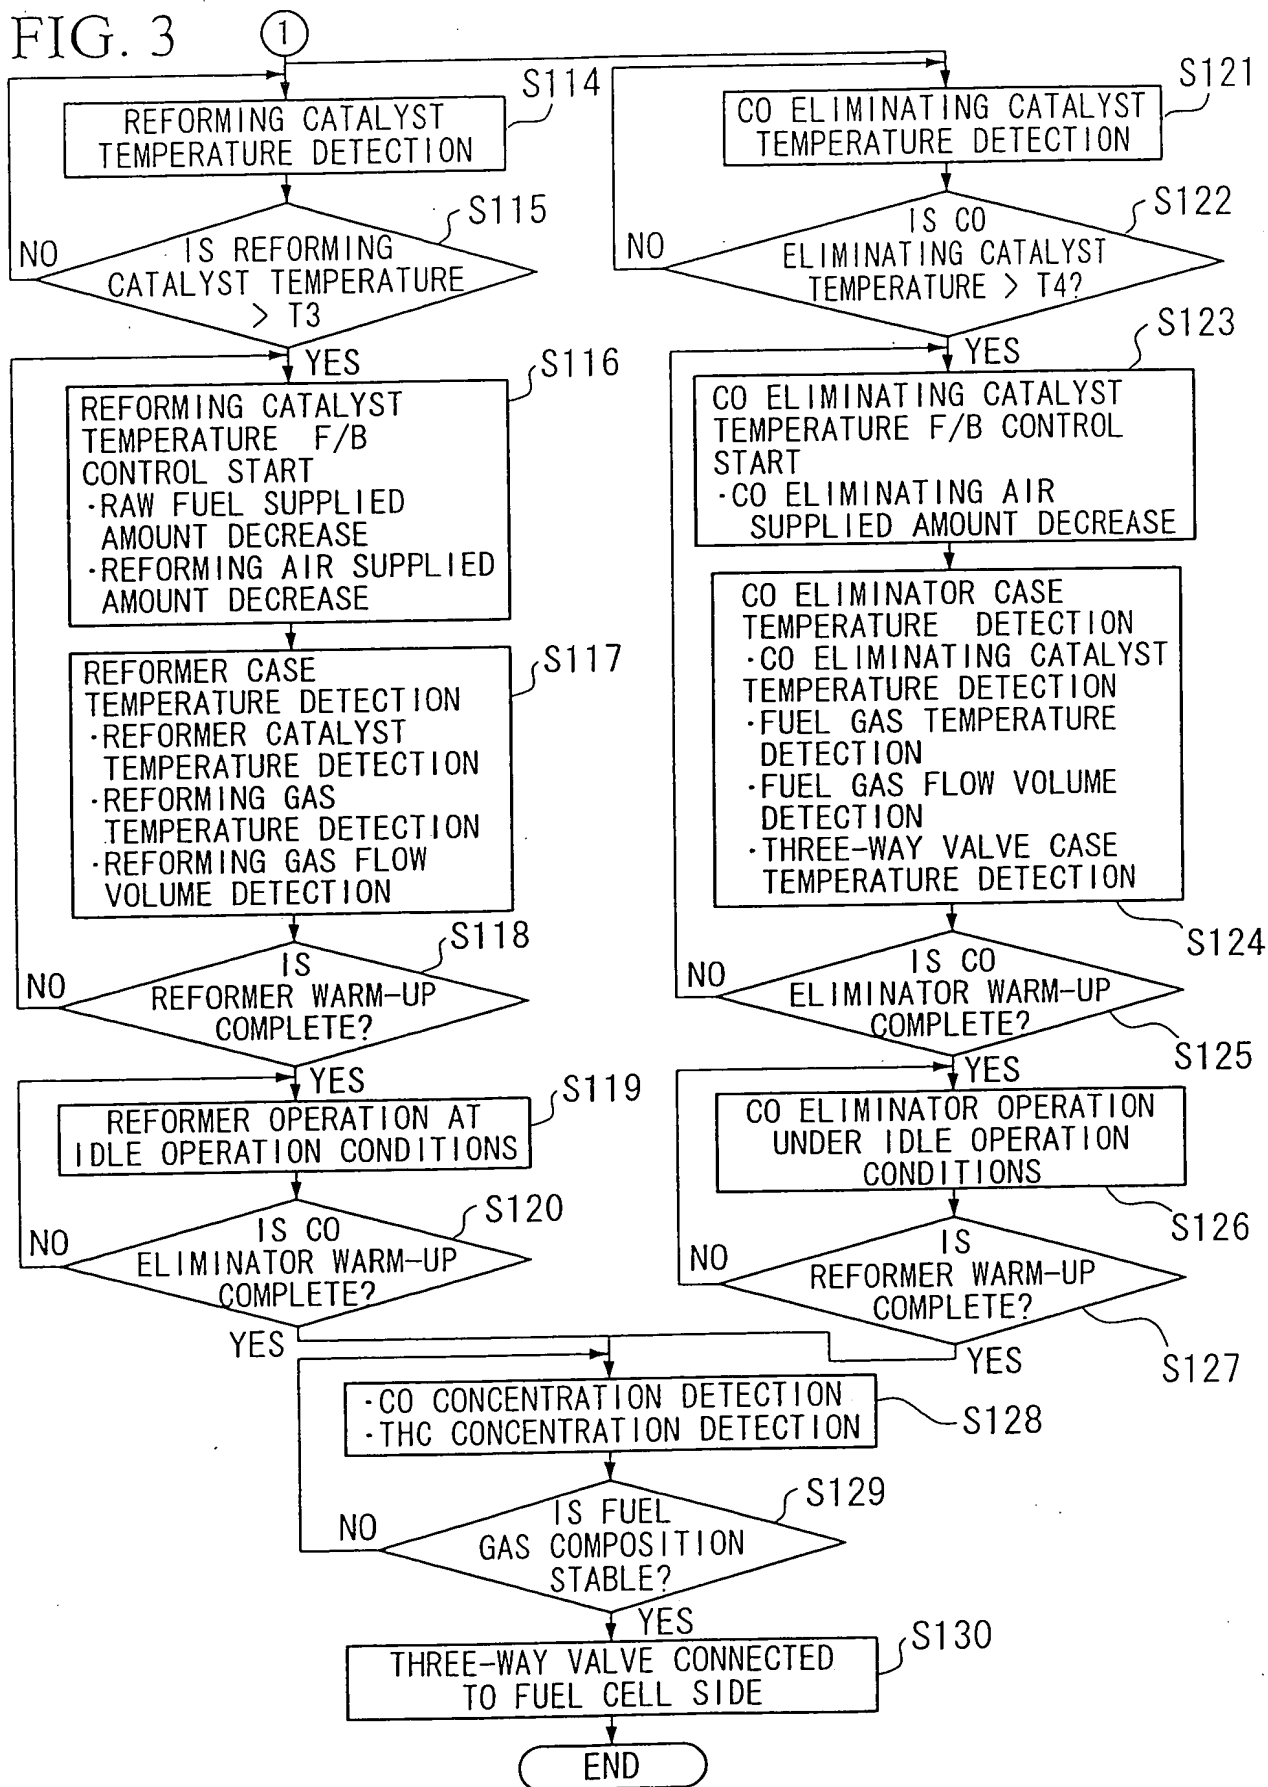 FIG. 3
1
S114
REFORMING CATALYST
TEMPERATURE DETECTION
S115
IS REFORMING
CATALYST TEMPERATURE
> T3
NO
YES
S116
REFORMING CATALYST
TEMPERATURE F/B
CONTROL START
·RAW FUEL SUPPLIED
AMOUNT DECREASE
·REFORMING AIR SUPPLIED
AMOUNT DECREASE
S117
REFORMER CASE
TEMPERATURE DETECTION
·REFORMER CATALYST
TEMPERATURE DETECTION
·REFORMING GAS
TEMPERATURE DETECTION
·REFORMING GAS FLOW
VOLUME DETECTION
S118
IS
REFORMER WARM-UP
COMPLETE?
NO
YES
S119
REFORMER OPERATION AT
IDLE OPERATION CONDITIONS
S120
IS CO
ELIMINATOR WARM-UP
COMPLETE?
NO
YES
S121
CO ELIMINATING CATALYST
TEMPERATURE DETECTION
S122
IS CO
ELIMINATING CATALYST
TEMPERATURE > T4?
NO
YES
S123
CO ELIMINATING CATALYST
TEMPERATURE F/B CONTROL
START
·CO ELIMINATING AIR
SUPPLIED AMOUNT DECREASE
CO ELIMINATOR CASE
TEMPERATURE DETECTION
·CO ELIMINATING CATALYST
TEMPERATURE DETECTION
·FUEL GAS TEMPERATURE
DETECTION
·FUEL GAS FLOW VOLUME
DETECTION
·THREE-WAY VALVE CASE
TEMPERATURE DETECTION
S124
IS CO
ELIMINATOR WARM-UP
COMPLETE?
NO
S125
YES
CO ELIMINATOR OPERATION
UNDER IDLE OPERATION
CONDITIONS
S126
IS
REFORMER WARM-UP
COMPLETE?
NO
YES
S127
·CO CONCENTRATION DETECTION
·THC CONCENTRATION DETECTION
S128
S129
IS FUEL
GAS COMPOSITION
STABLE?
NO
YES
S130
THREE-WAY VALVE CONNECTED
TO FUEL CELL SIDE
END